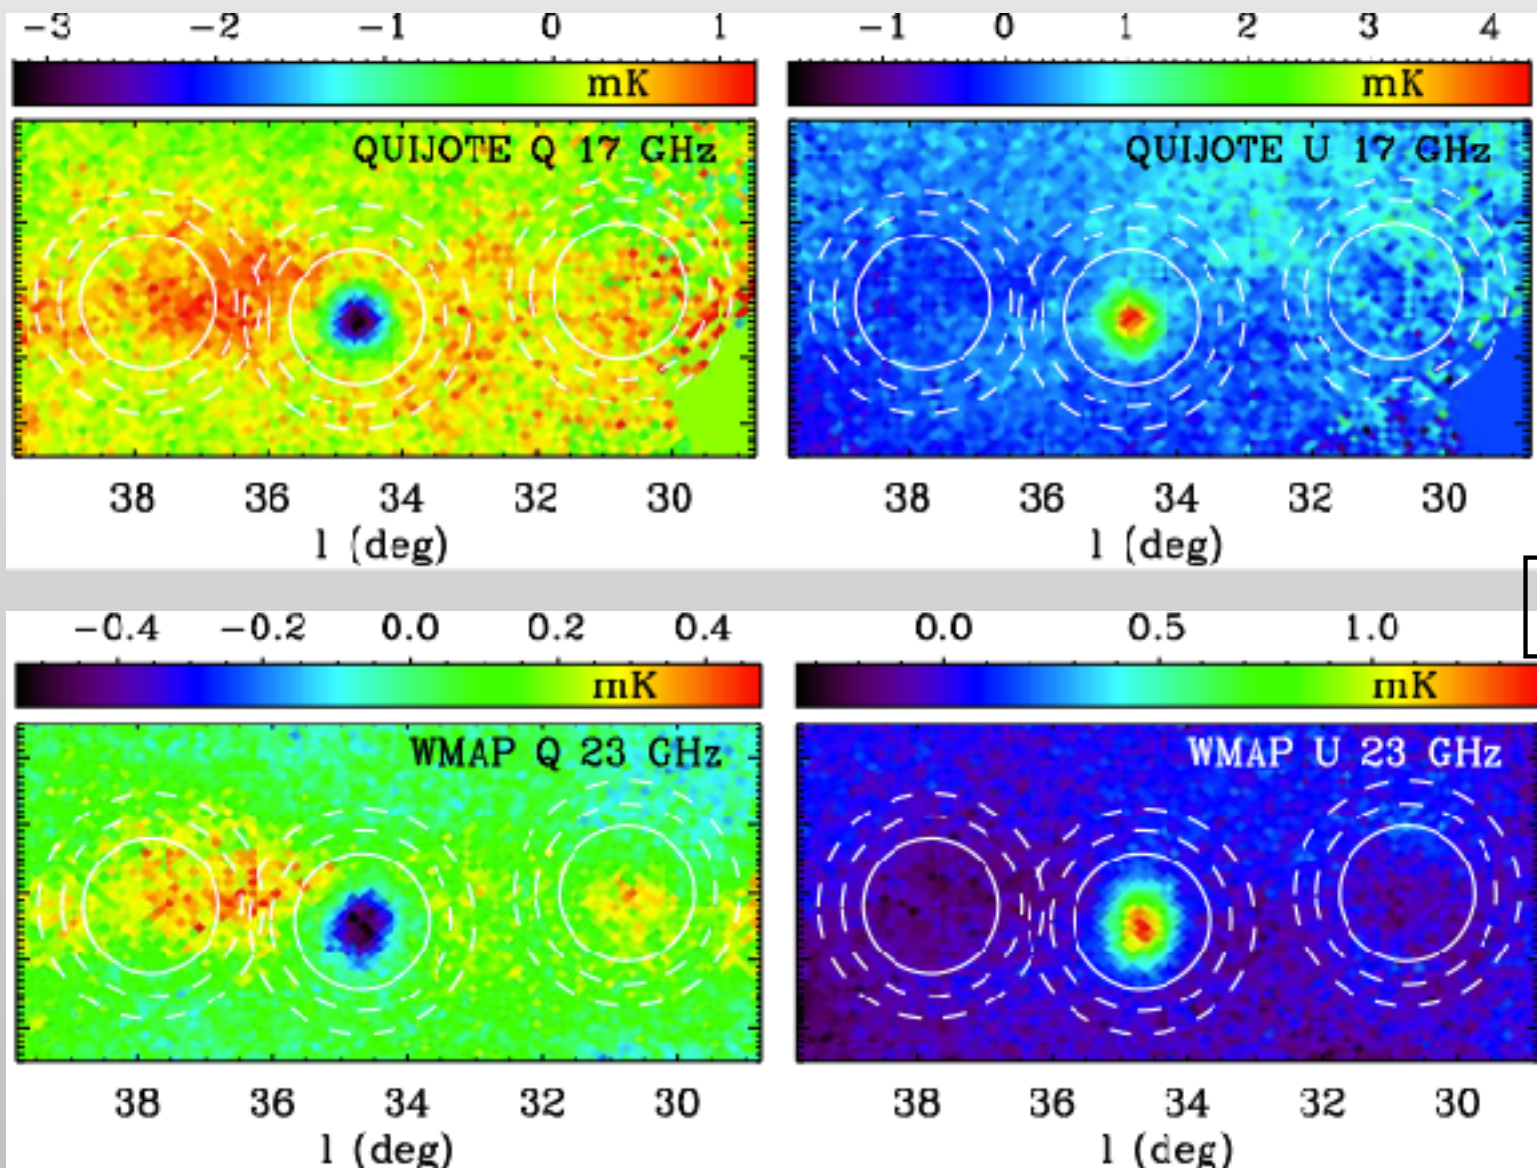 −3 −2 −1 0 1
mK
QUIJOTE Q 17 GHz
38 36 34 32 30
l (deg)
−1 0 1 2 3 4
mK
QUIJOTE U 17 GHz
38 36 34 32 30
l (deg)
−0.4 −0.2 0.0 0.2 0.4
mK
WMAP Q 23 GHz
38 36 34 32 30
l (deg)
0.0 0.5 1.0
mK
WMAP U 23 GHz
38 36 34 32 30
l (deg)